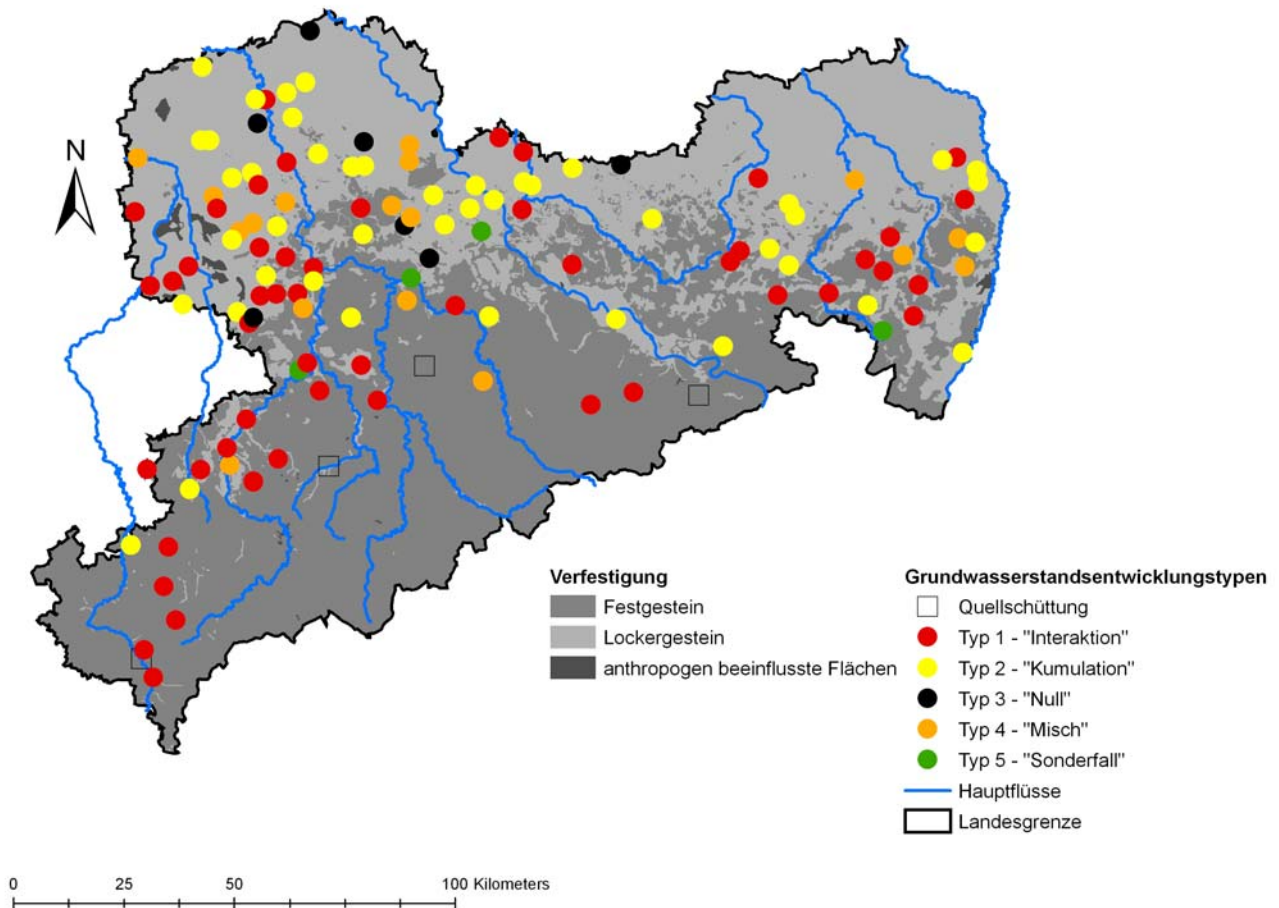 N
Verfestigung
Festgestein
Lockergestein
anthropogen beeinflusste Flächen
Grundwasserstandsentwicklungstypen
Quellschüttung
Typ 1 - "Interaktion"
Typ 2 - "Kumulation"
Typ 3 - "Null"
Typ 4 - "Misch"
Typ 5 - "Sonderfall"
Hauptflüsse
Landesgrenze
0 25 50 100 Kilometers